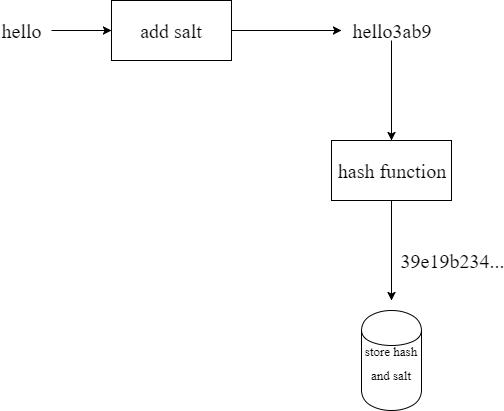 hello
add salt
hello3ab9
hash function
39e19b234...
store hash
and salt